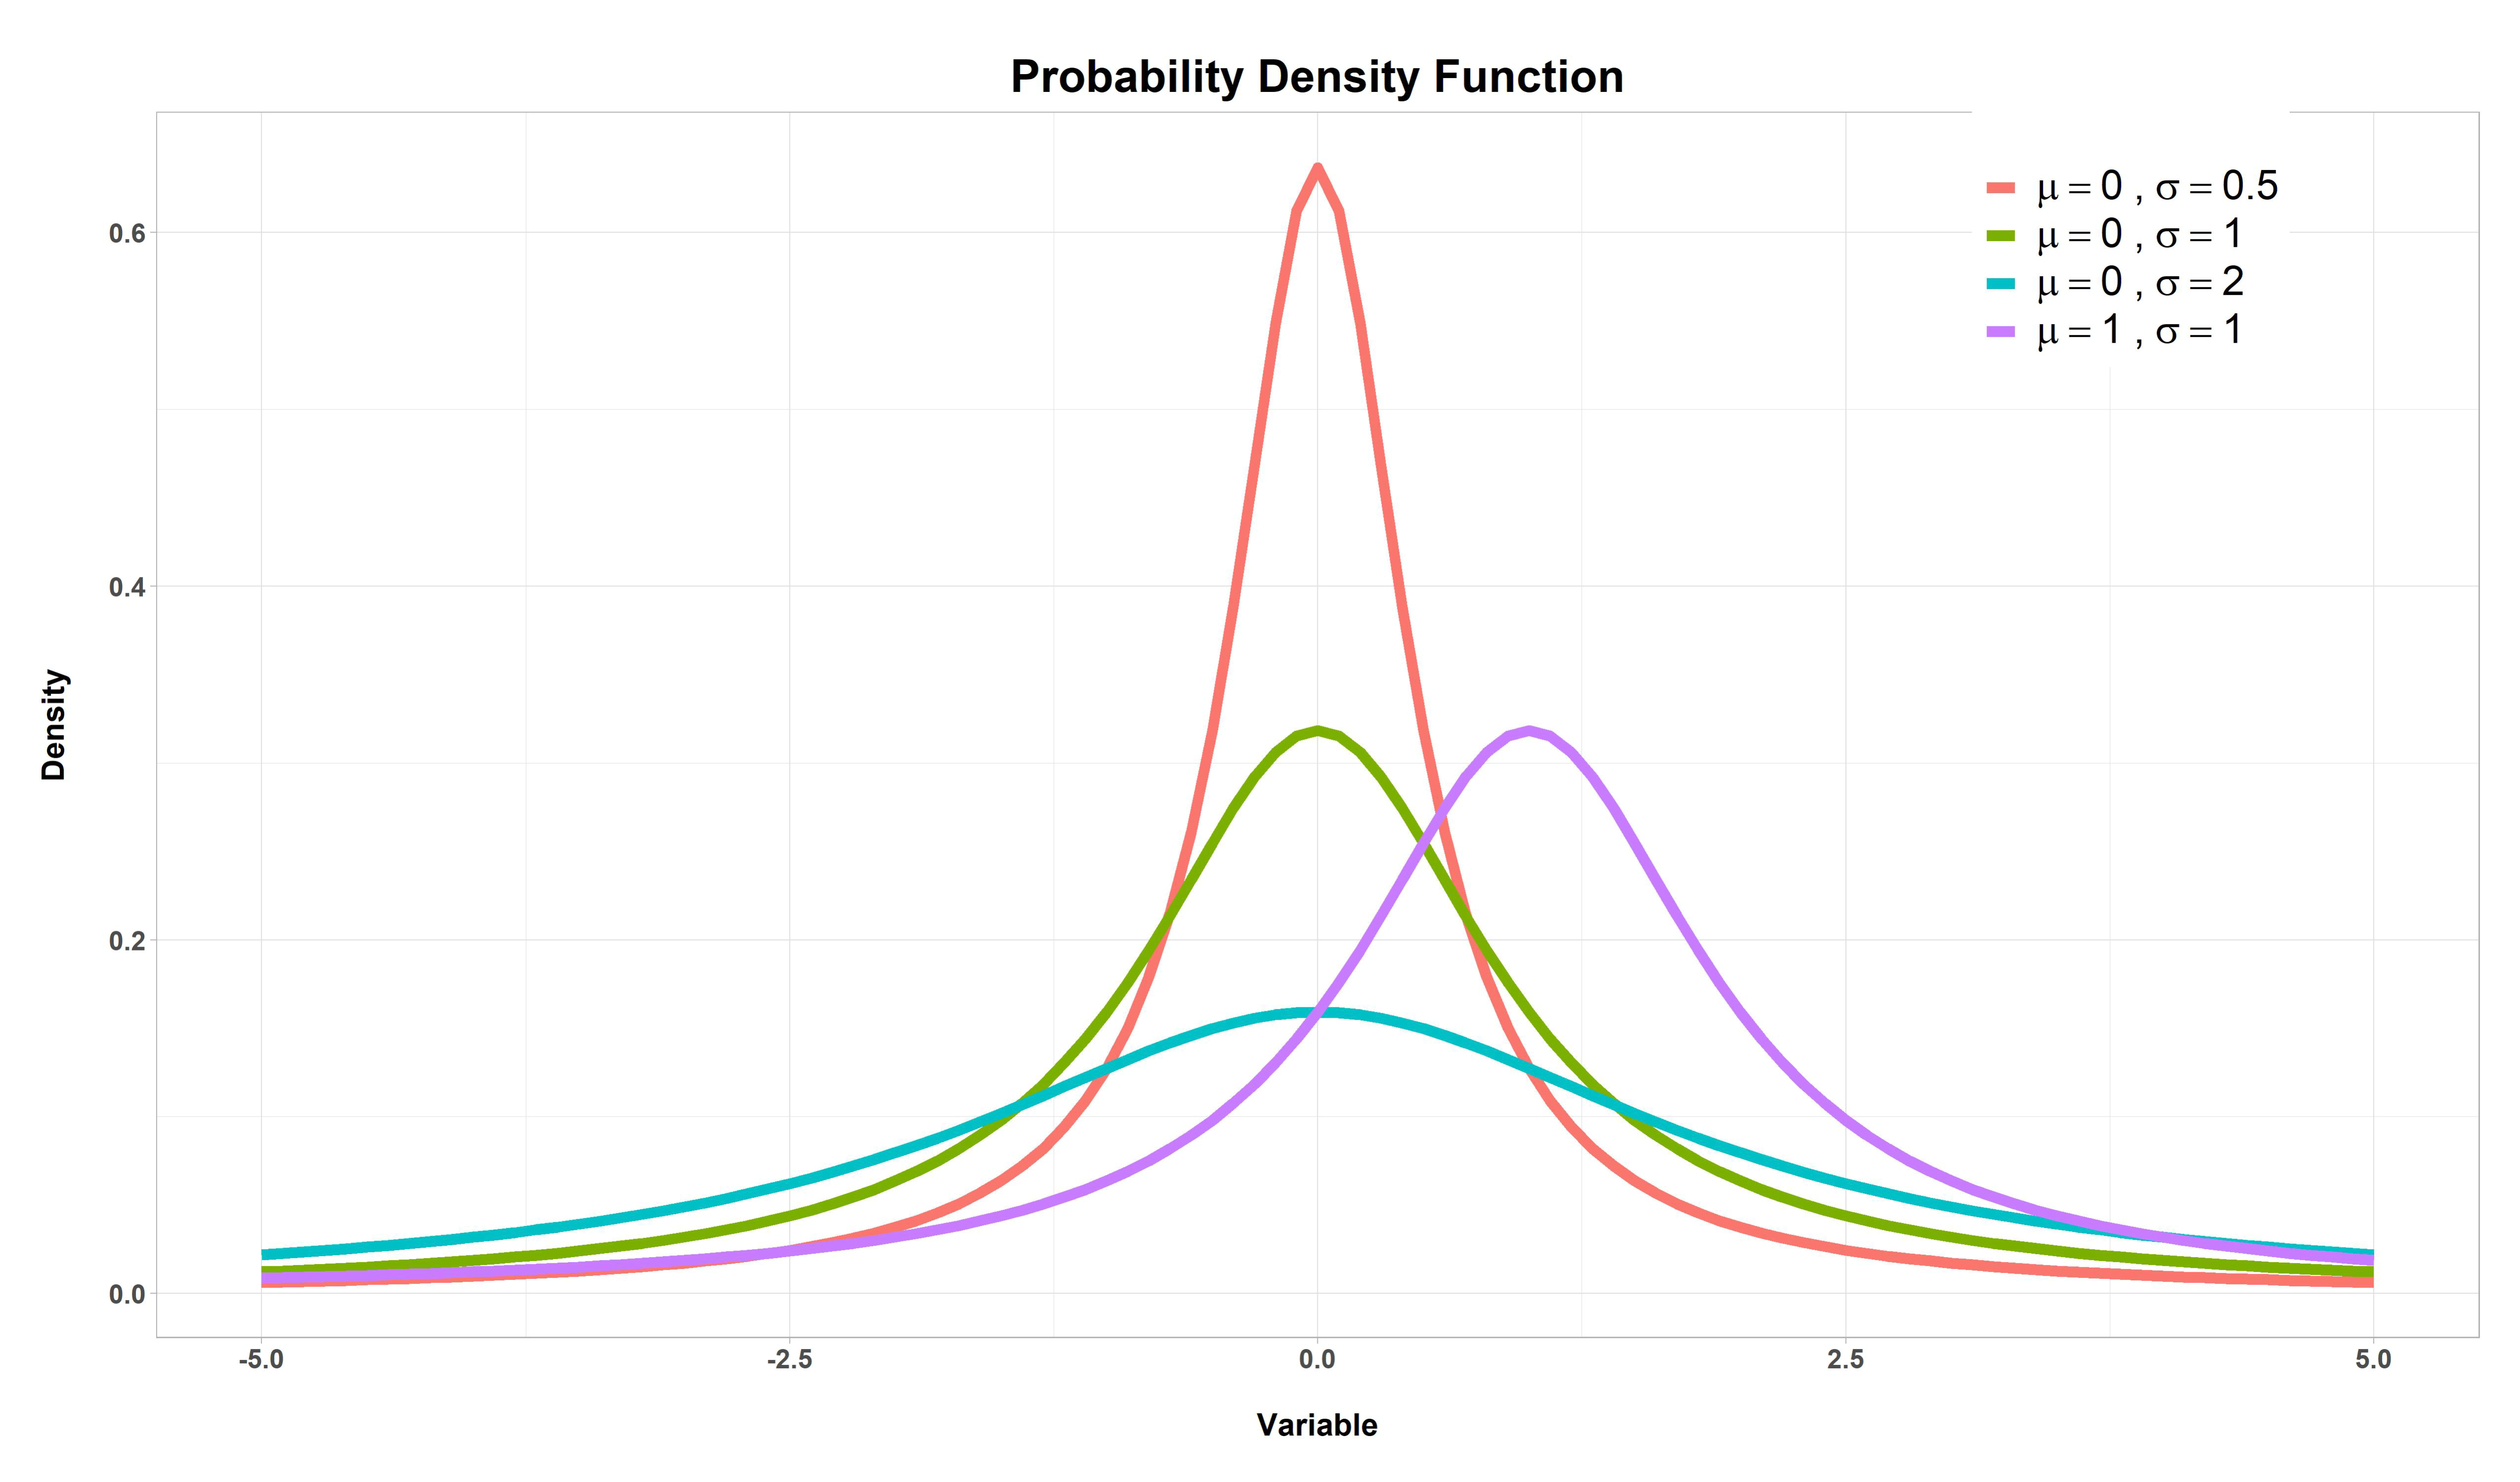 Probability Density Function
μ = 0 , σ = 0.5
μ = 0 , σ = 1
μ = 0 , σ = 2
μ = 1 , σ = 1
0.6
0.4
0.2
0.0
Density
-5.0 -2.5 0.0 2.5 5.0
Variable